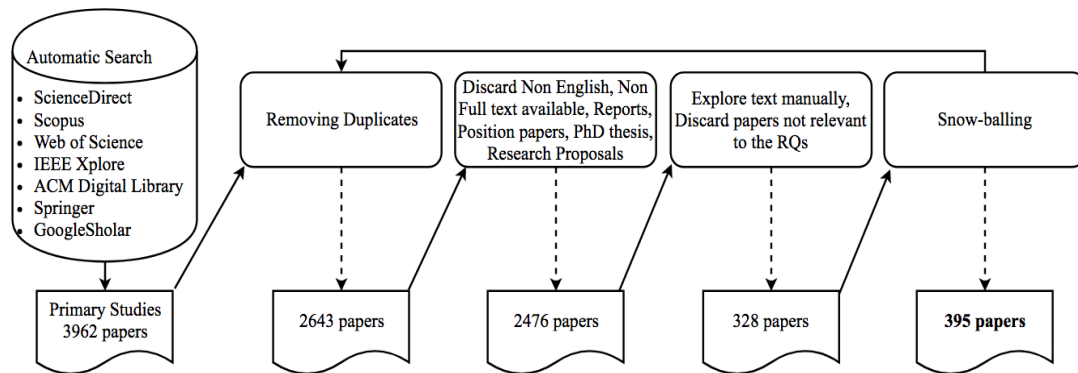 Automatic Search
• ScienceDirect
• Scopus
• Web of Science
• IEEE Xplore
• ACM Digital Library
• Springer
• GoogleSholar
Removing Duplicates
Discard Non English, Non
Full text available, Reports,
Position papers, PhD thesis,
Research Proposals
Explore text manually,
Discard papers not relevant
to the RQs
Snow-balling
Primary Studies
3962 papers
2643 papers
2476 papers
328 papers
395 papers